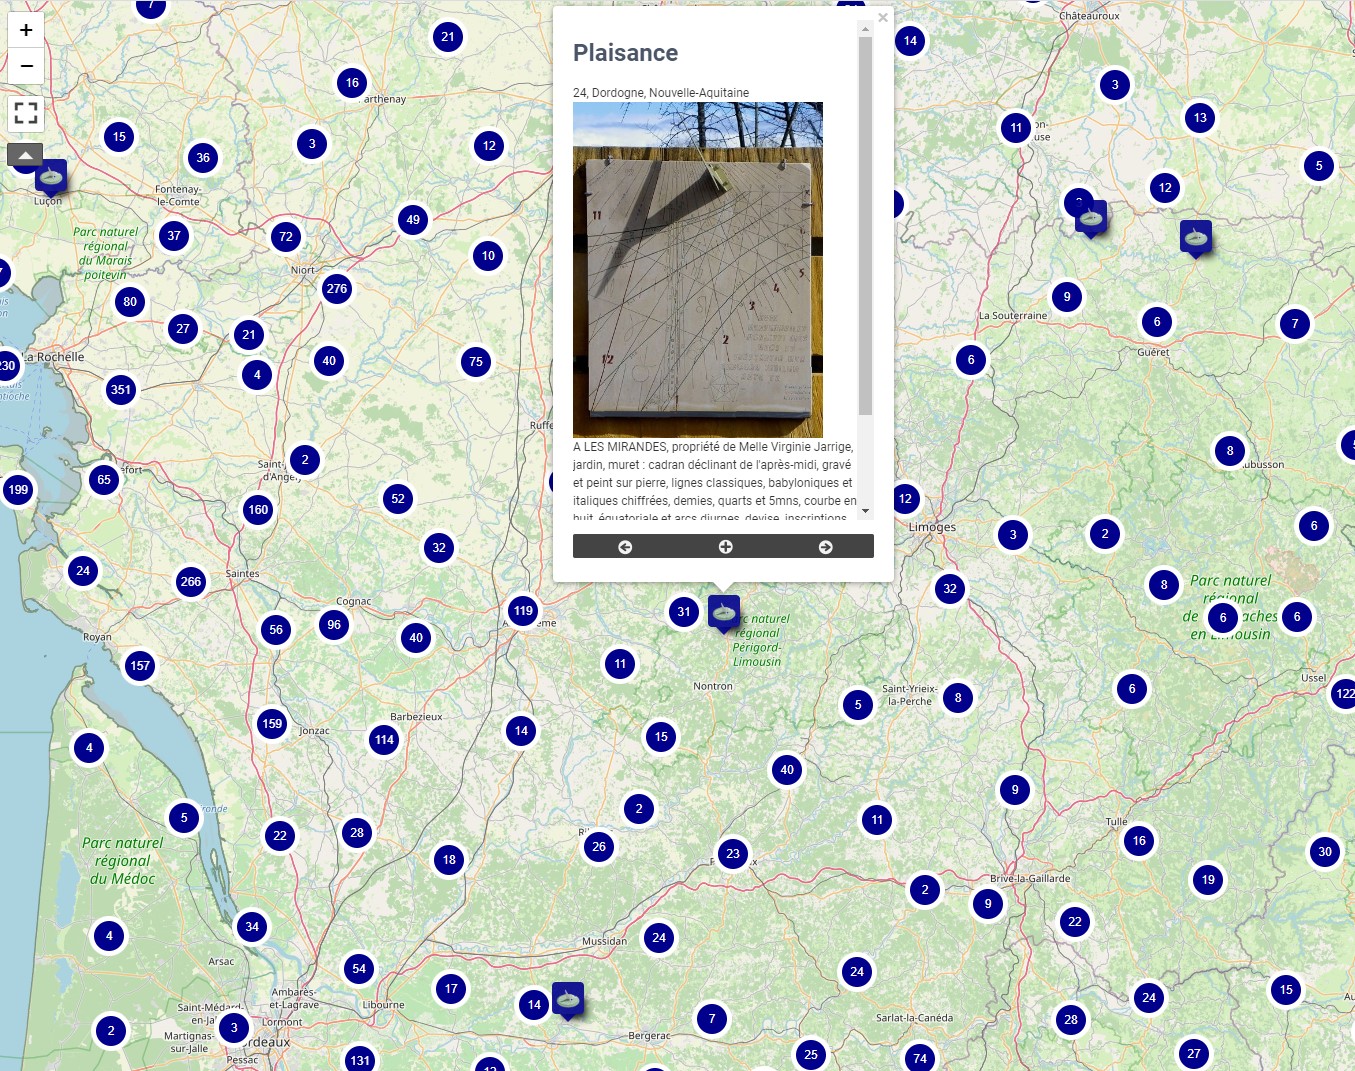 7
21
14
Châteauroux
16
Parthenay
3
13
15
36
3
12
11
5
12
Luçon
Fontenay-
le-Comte
49
37
72
10
Parc naturel
régional
du Marais
poitevin
Niort
276
80
27
21
40
4
75
351
La Rochelle
230
9
La Souterraine
6
7
Guéret
6
+
−
Plaisance
×
24, Dordogne, Nouvelle-Aquitaine
11
12
2
3
4
5
A LES MIRANDES, propriété de Melle Virginie Jarrige,
jardin, muret : cadran déclinant de l'après-midi, gravé
et peint sur pierre, lignes classiques, babyloniques et
italiques chiffrées, demies, quarts et 5mns, courbe en
huit, équatoriale et arcs diurnes, devise, inscriptions
2
8
199
65
160
52
12
Limoges
3
2
6
32
24
266
Saintes
Cognac
56
96
40
119
31
32
8
Parc naturel
régional
6
6
en Limousin
Royan
157
11
régional
Périgord-
Limousin
Nontron
5
Saint-Yrieix-
la-Perche
8
6
Ussel
122
159
Jonzac
Barbezieux
114
14
15
4
40
9
5
2
11
Tulle
16
30
22
28
18
26
23
Parc naturel
régional
du Médoc
2
Brive-la-Gaillarde
9
19
22
34
4
Mussidan
24
Arsac
54
17
24
15
24
28
Ambarès-
et-Lagrave
Libourne
14
Saint-Médard-
Lormont
2
3
Martignas-
sur-Jalle
Pessac
7
Bergerac
Sarlat-la-Canéda
131
25
74
27